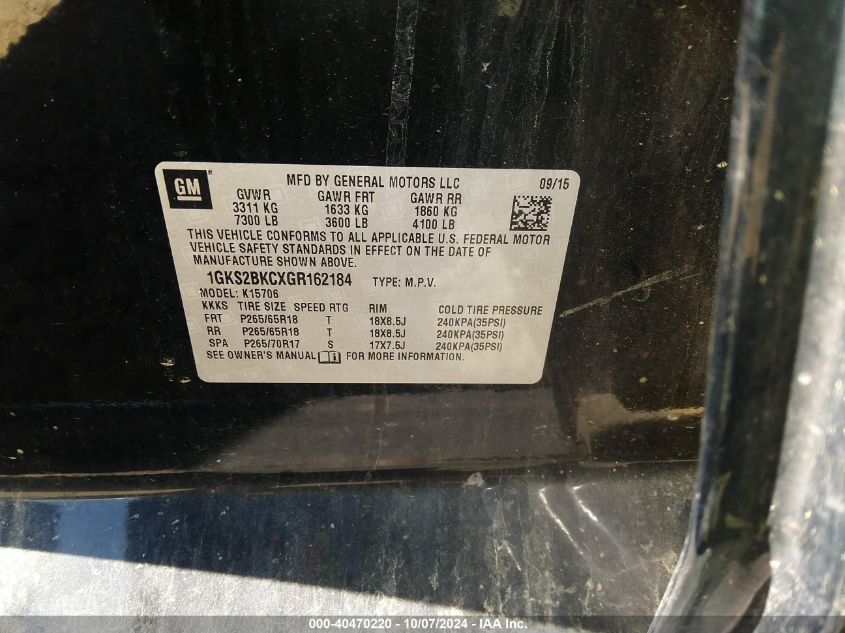 GM
MFD BY GENERAL MOTORS LLC 09/15
GVWR GAWR FRT GAWR RR
3311 KG 1633 KG 1860 KG
7300 LB 3600 LB 4100 LB
THIS VEHICLE CONFORMS TO ALL APPLICABLE U.S. FEDERAL MOTOR
VEHICLE SAFETY STANDARDS IN EFFECT ON THE DATE OF
MANUFACTURE SHOWN ABOVE.
1GKS2BKCXGR162184 TYPE: M.P.V.
MODEL: K15706
KKKS TIRE SIZE SPEED RTG RIM COLD TIRE PRESSURE
FRT P265/65R18 T 18X8.5J 240KPA(35PSI)
RR P265/65R18 T 18X8.5J 240KPA(35PSI)
SPA P265/70R17 S 17X7.5J 240KPA(35PSI)
SEE OWNER'S MANUAL FOR MORE INFORMATION.
000-40470220 - 10/07/2024 - IAA Inc.